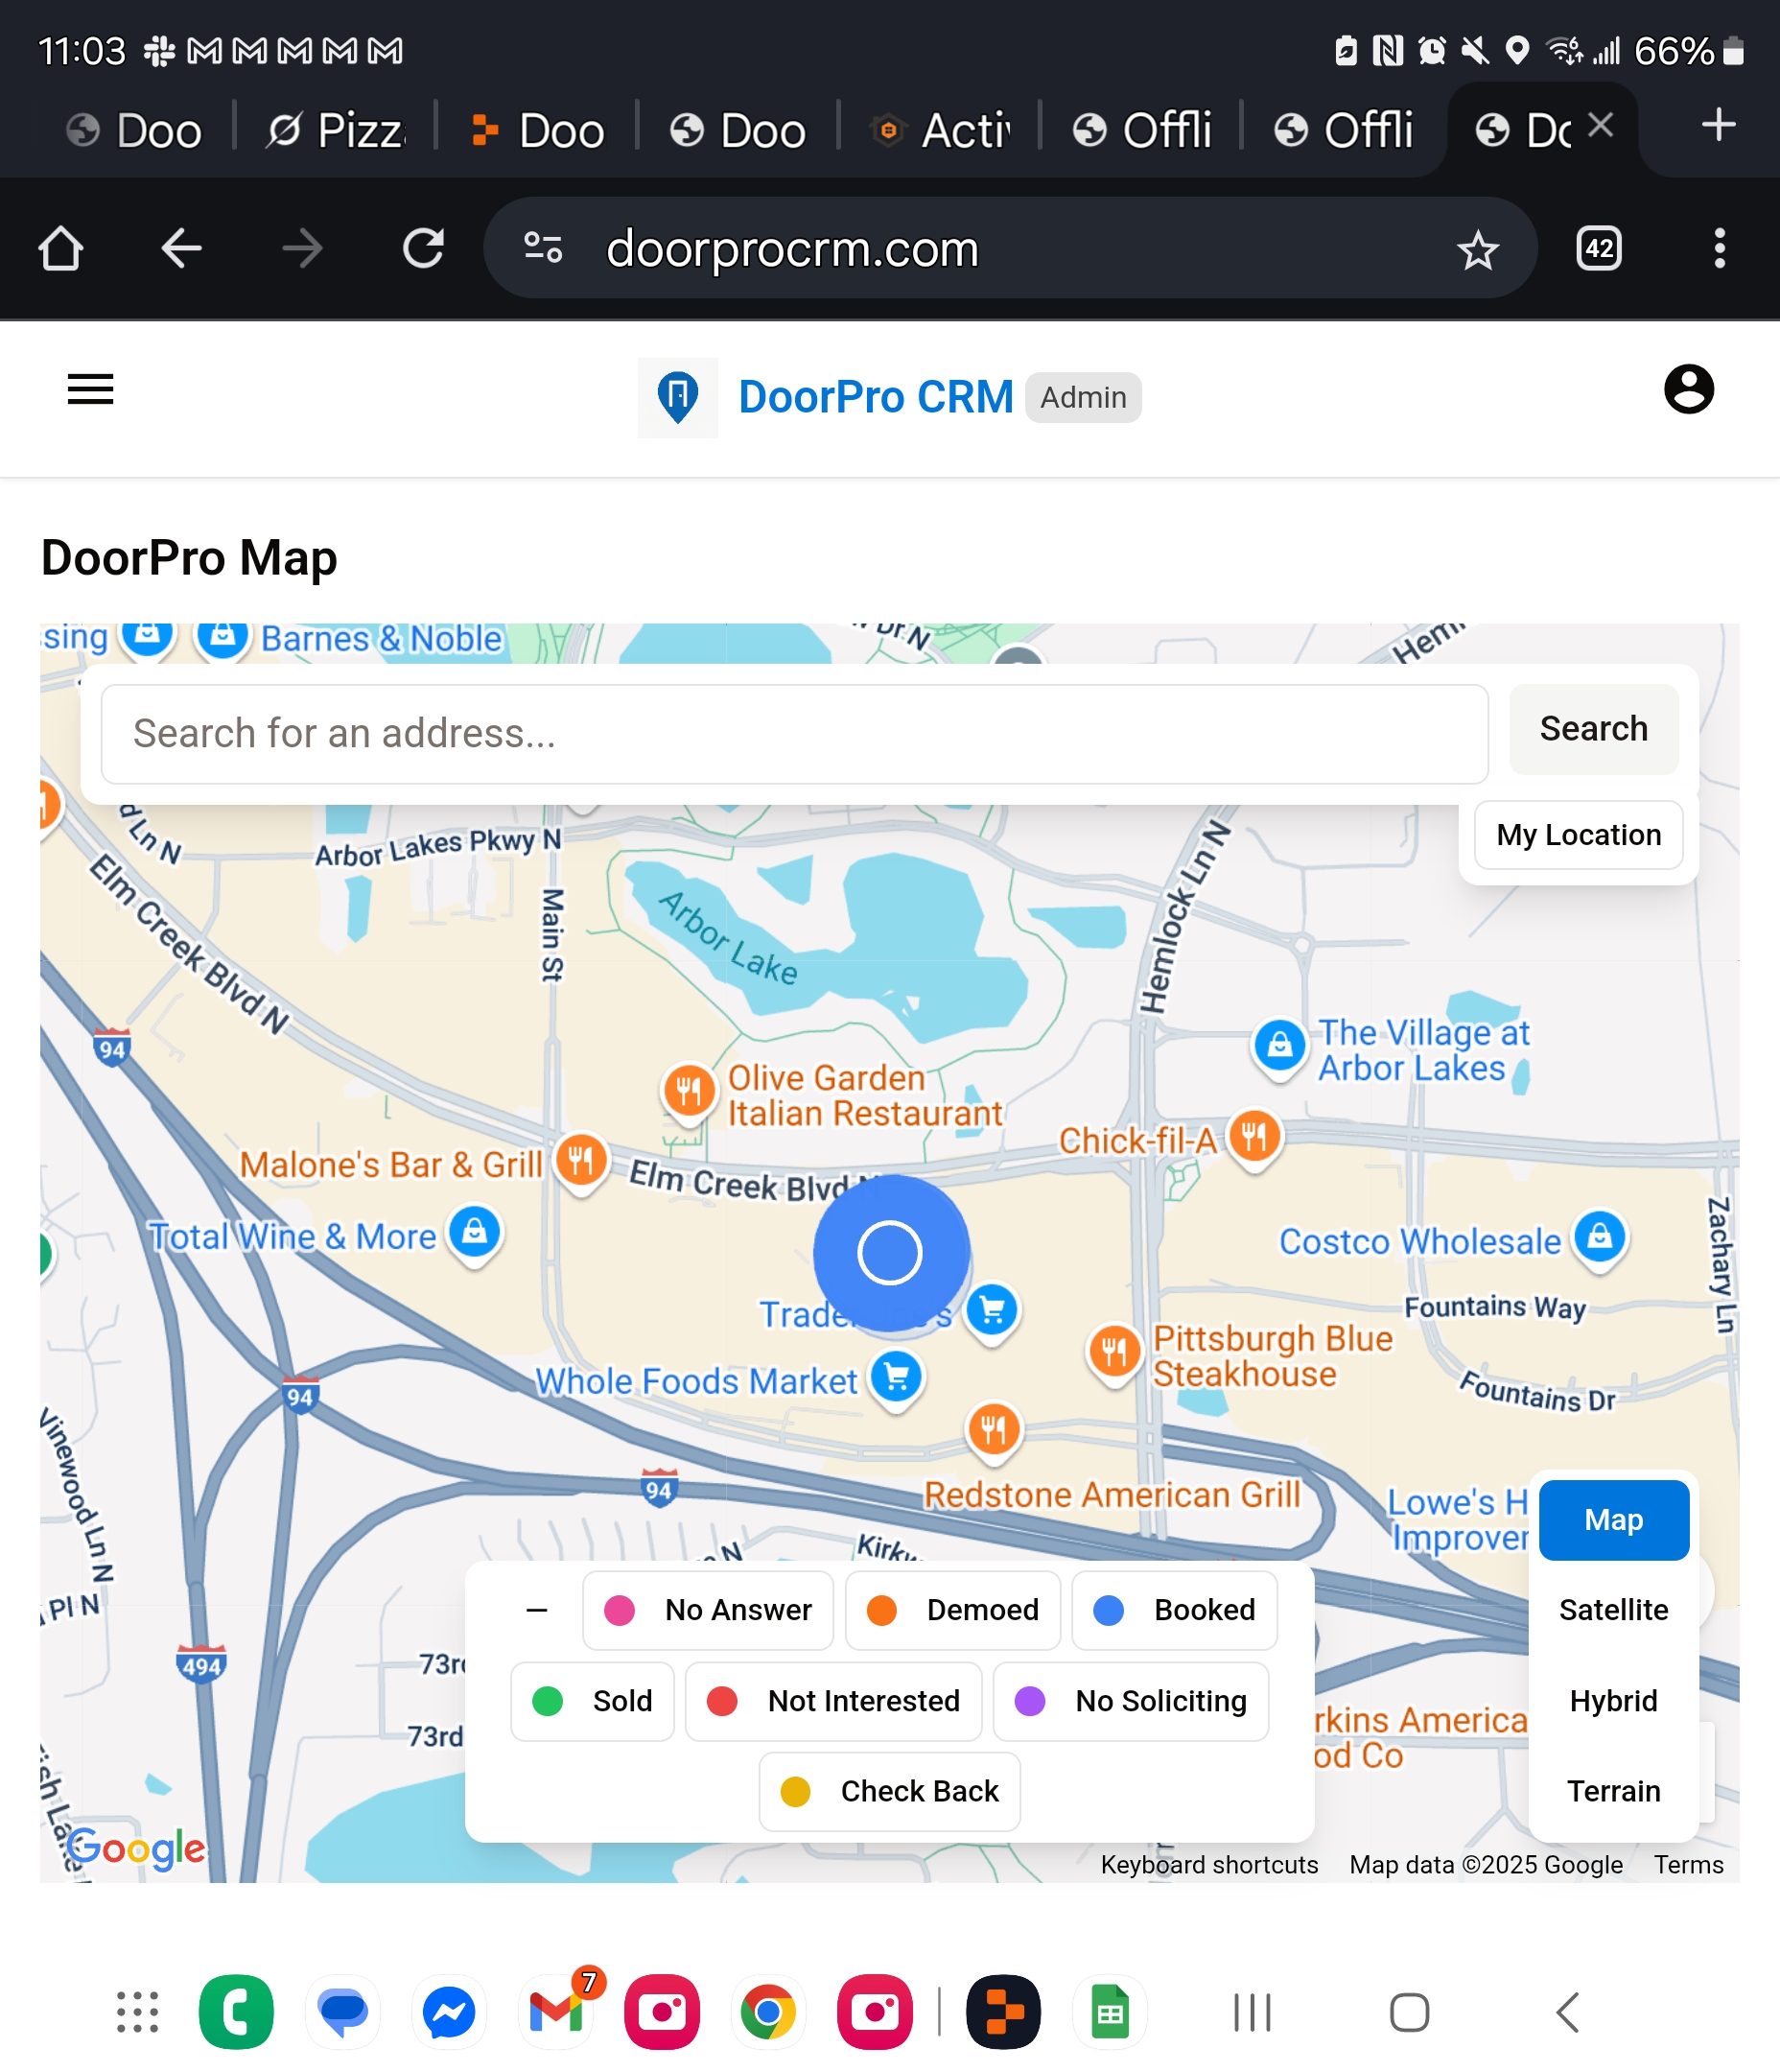 11:03
66%
Doo
Pizz
Doo
Doo
Acti
Offli
Offli
Do
doorprocrm.com
42
DoorPro CRM
Admin
DoorPro Map
sing
Barnes & Noble
Dr N
Search for an address...
Search
My Location
d Ln N
Arbor Lakes Pkwy N
Elm Creek Blvd N
Main St
Arbor Lake
Hemlock Ln N
94
The Village at
Arbor Lakes
Olive Garden
Italian Restaurant
Chick-fil-A
Malone's Bar & Grill
Elm Creek Blvd N
Total Wine & More
Costco Wholesale
Zachary Ln
Trader Joe's
Fountains Way
Pittsburgh Blue
Steakhouse
Whole Foods Market
94
Fountains Dr
Vinewood Ln N
94
Redstone American Grill
Lowe's H
Improver
Map
Kirkw
Pl N
No Answer
Demoed
Booked
Satellite
494
73r
Sold
Not Interested
No Soliciting
Hybrid
73rd
rkins America
od Co
Check Back
Terrain
Google
Keyboard shortcuts
Map data ©2025 Google
Terms
7